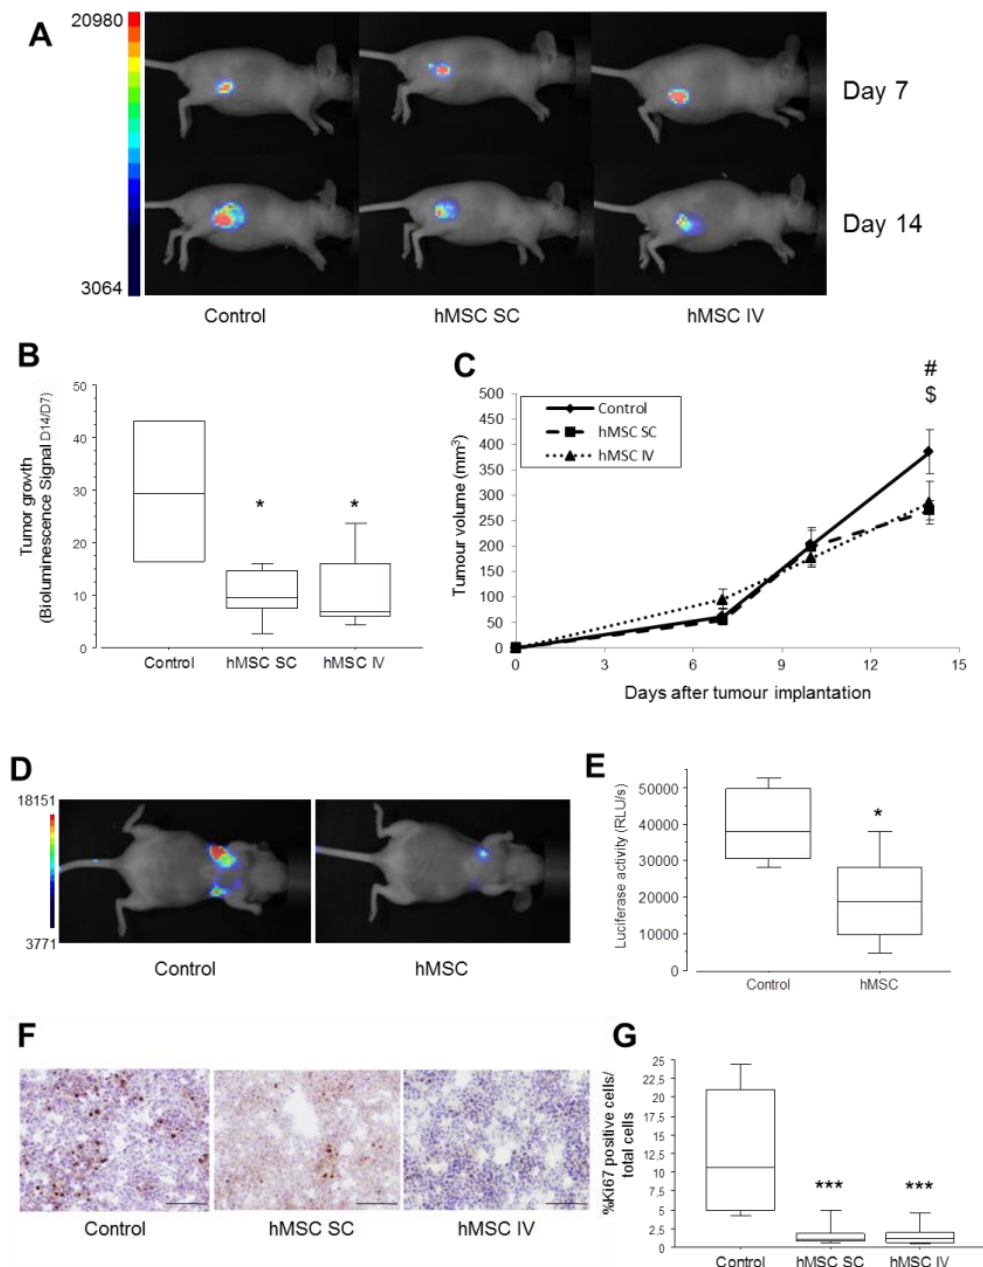 A
20980
3064
Day 7
Day 14
Control
hMSC SC
hMSC IV
B
Tumor growth
(Bioluminescence Signal D14/D7)
50
40
30
20
10
0
*
*
Control
hMSC SC
hMSC IV
C
#
$
Tumour volume (mm³)
500
450
400
350
300
250
200
150
100
50
0
Control
hMSC SC
hMSC IV
0
3
6
9
12
15
Days after tumour implantation
D
18151
3771
Control
hMSC
E
Luciferase activity (RLU/s)
50000
40000
30000
20000
10000
0
*
Control
hMSC
F
Control
hMSC SC
hMSC IV
G
%Ki67 positive cells/
total cells
25
22,5
20
17,5
15
12,5
10
7,5
5
2,5
0
***
***
Control
hMSC SC
hMSC IV